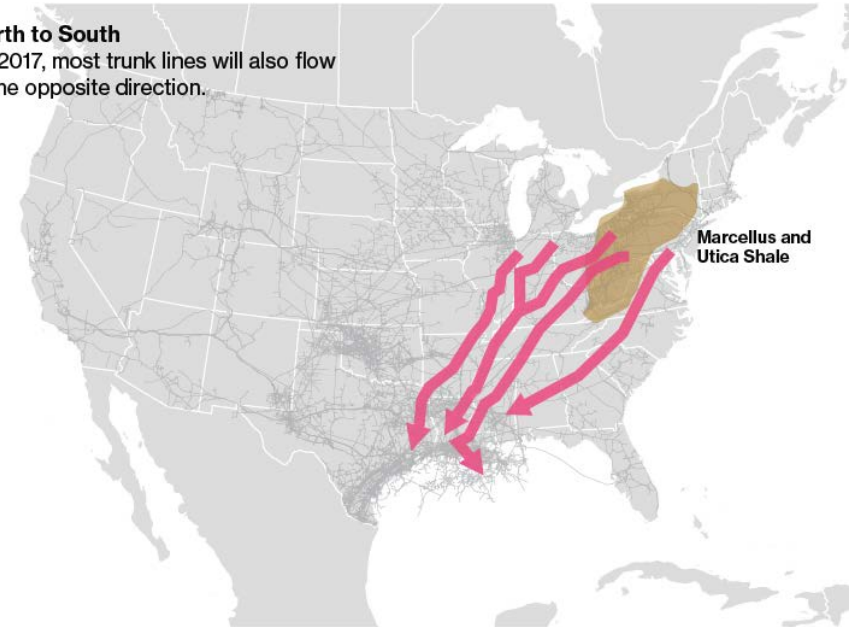 rth to South
2017, most trunk lines will also flow
he opposite direction.
Marcellus and
Utica Shale